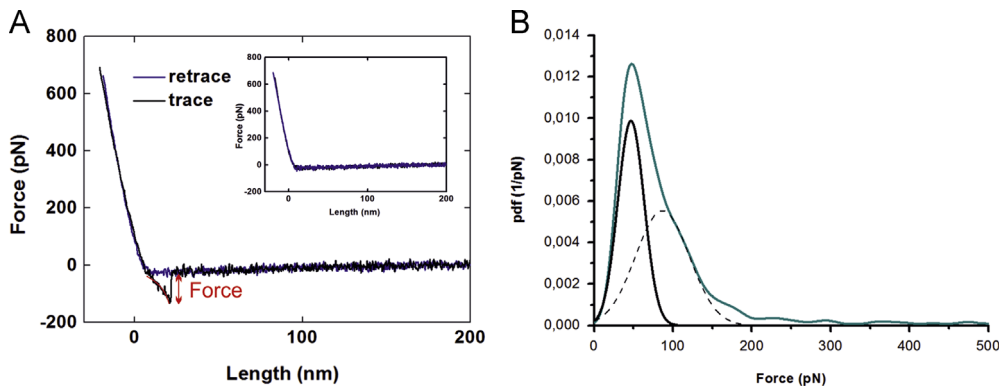 A
800
600
400
200
0
-200
Force (pN)
0
100
200
Length (nm)
retrace
trace
Force
800
600
400
200
0
-200
Force (pN)
0
100
200
Length (nm)
B
0,014
0,012
0,010
0,008
0,006
0,004
0,002
0,000
pdf (1/pN)
0
100
200
300
400
500
Force (pN)